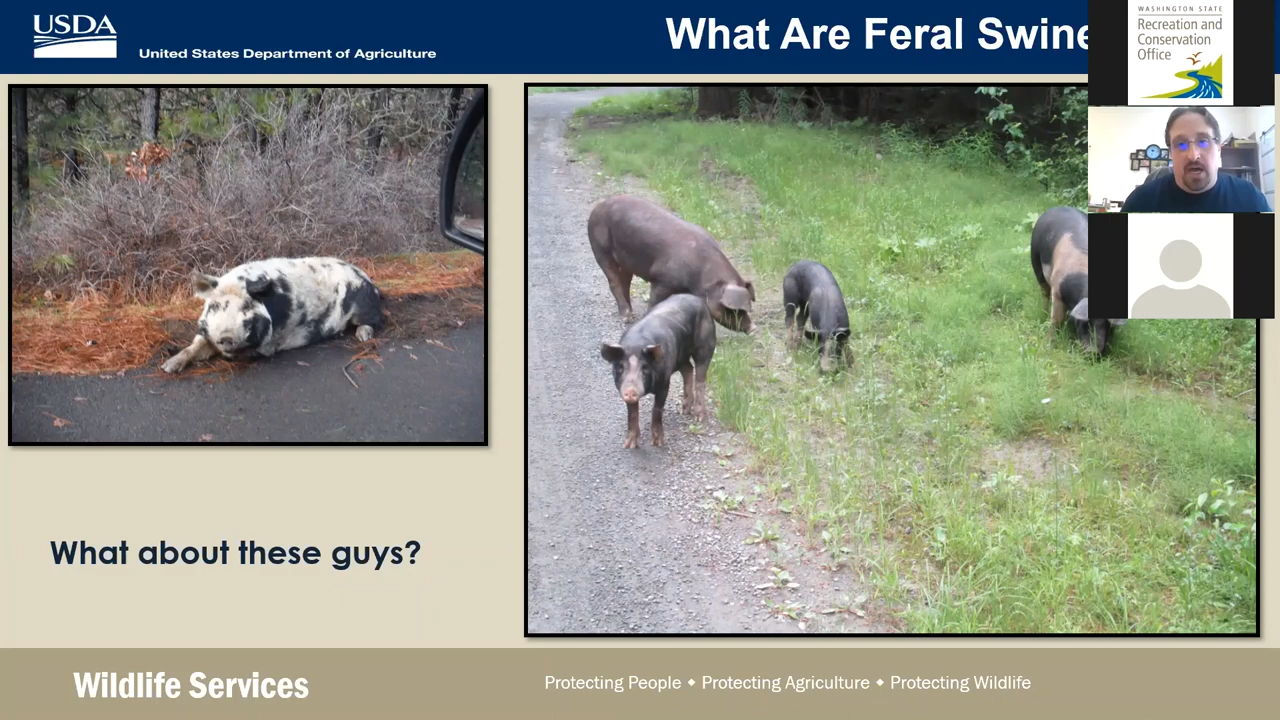 USDA
United States Department of Agriculture
What Are Feral Swine
WASHINGTON STATE
Recreation and
Conservation
Office
What about these guys?
Wildlife Services
Protecting People ◆ Protecting Agriculture ◆ Protecting Wildlife